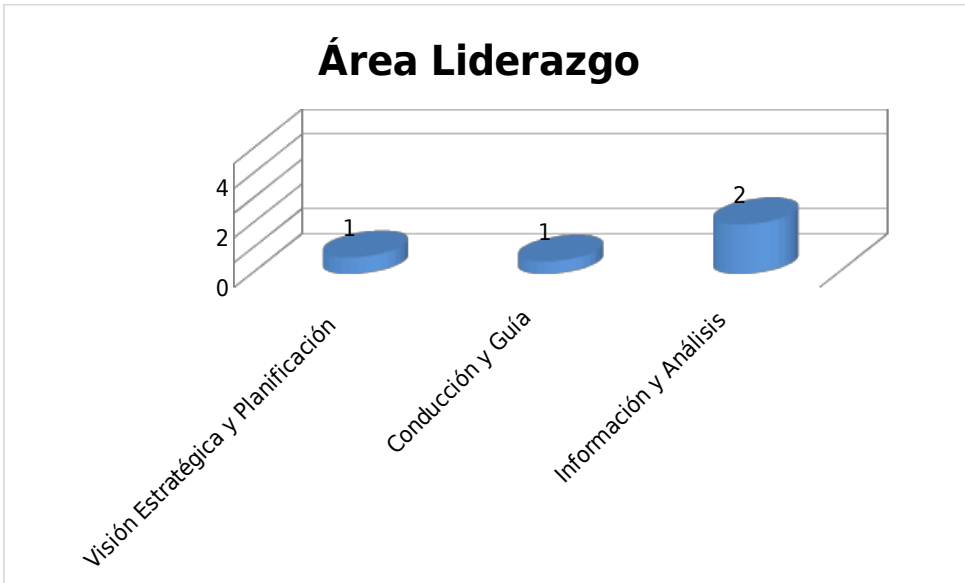 Área Liderazgo
4
2
0
1
1
2
Visión Estratégica y Planificación
Conducción y Guía
Información y Análisis